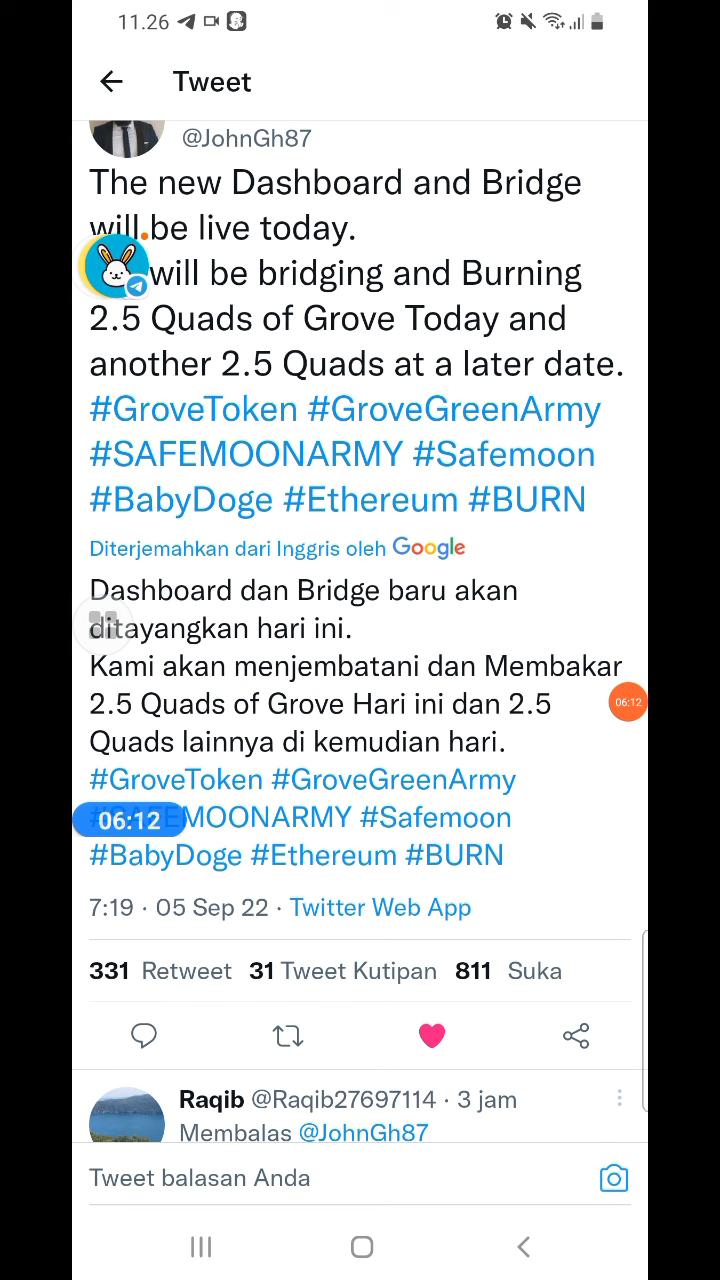 11.26
Tweet
@JohnGh87
The new Dashboard and Bridge
will be live today.
will be bridging and Burning
2.5 Quads of Grove Today and
another 2.5 Quads at a later date.
#GroveToken #GroveGreenArmy
#SAFEMOONARMY #Safemoon
#BabyDoge #Ethereum #BURN
Diterjemahkan dari Inggris oleh Google
Dashboard dan Bridge baru akan
ditayangkan hari ini.
Kami akan menjembatani dan Membakar
2.5 Quads of Grove Hari ini dan 2.5
06:12
Quads lainnya di kemudian hari.
#GroveToken #GroveGreenArmy
06:12
#SAFEMOONARMY #Safemoon
#BabyDoge #Ethereum #BURN
7:19 · 05 Sep 22 · Twitter Web App
331 Retweet 31 Tweet Kutipan 811 Suka
Raqib @Raqib27697114 · 3 jam
Membalas @JohnGh87
Tweet balasan Anda